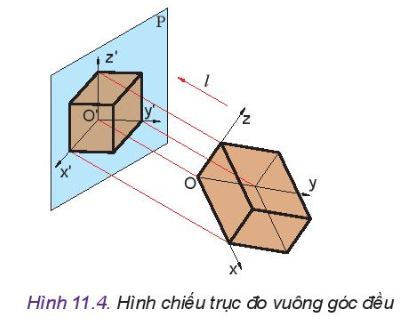 P
z'
l
O'
y'
x'
z
O
y
x
Hình 11.4. Hình chiếu trục đo vuông góc đều